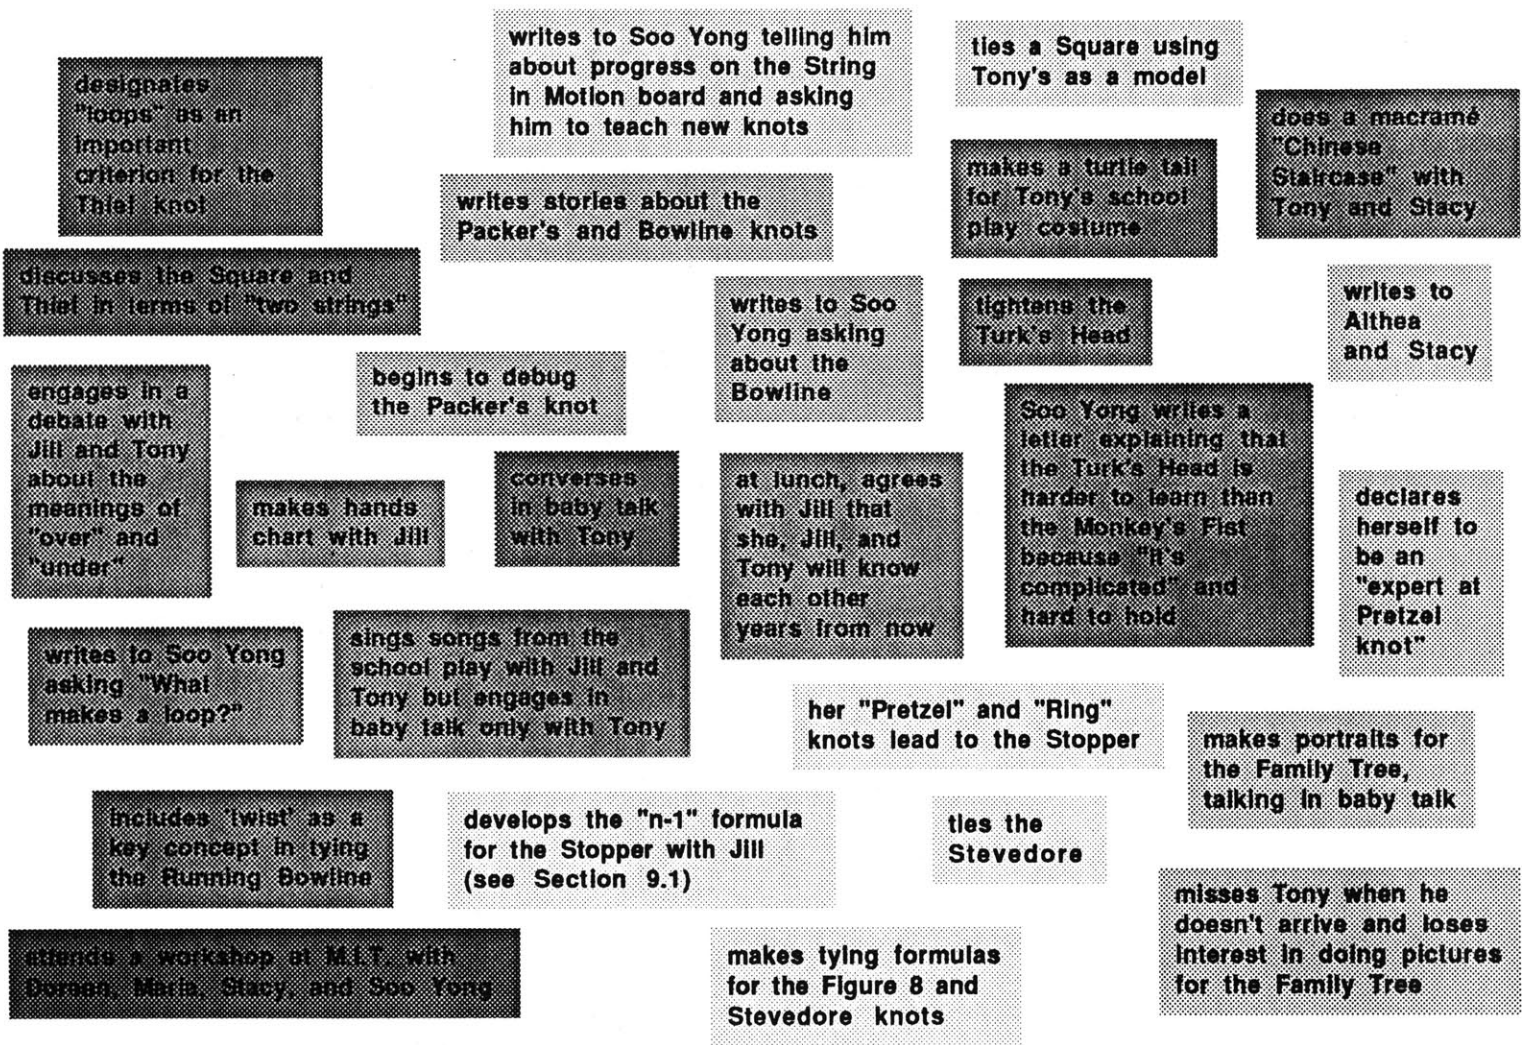 writes to Soo Yong telling him
about progress on the String
in Motion board and asking
him to teach new knots
ties a Square using
Tony's as a model
designates
"loops" as an
important
criterion for the
Thief knot
does a macramé
"Chinese
Staircase" with
Tony and Stacy
makes a turtle tail
for Tony's school
play costume
writes stories about the
Packer's and Bowline knots
discusses the Square and
Thief in terms of "two strings"
writes to Soo
Yong asking
about the
Bowline
tightens the
Turk's Head
writes to
Althea
and Stacy
begins to debug
the Packer's knot
engages in a
debate with
Jill and Tony
about the
meanings of
"over" and
"under"
Soo Yong writes a
letter explaining that
the Turk's Head is
harder to learn than
the Monkey's Fist
because "it's
complicated" and
hard to hold
makes hands
chart with Jill
converses
in baby talk
with Tony
at lunch, agrees
with Jill that
she, Jill, and
Tony will know
each other
years from now
declares
herself to
be an
"expert at
Pretzel
knot"
writes to Soo Yong
asking "What
makes a loop?"
sings songs from the
school play with Jill and
Tony but engages in
baby talk only with Tony
her "Pretzel" and "Ring"
knots lead to the Stopper
makes portraits for
the Family Tree,
talking in baby talk
includes 'twist' as a
key concept in tying
the Running Bowline
develops the "n-1" formula
for the Stopper with Jill
(see Section 9.1)
ties the
Stevedore
misses Tony when he
doesn't arrive and loses
interest in doing pictures
for the Family Tree
attends a workshop at M.I.T. with
Doreen, Maria, Stacy, and Soo Yong
makes tying formulas
for the Figure 8 and
Stevedore knots